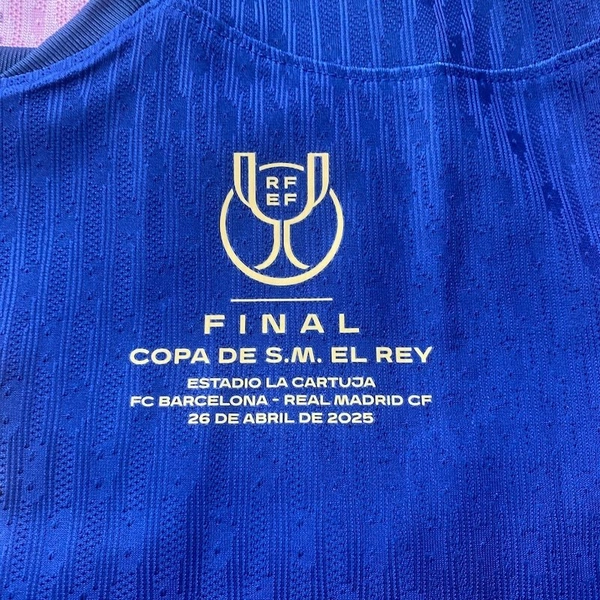 RF
EF
FINAL
COPA DE S.M. EL REY
ESTADIO LA CARTUJA
FC BARCELONA - REAL MADRID CF
26 DE ABRIL DE 2025